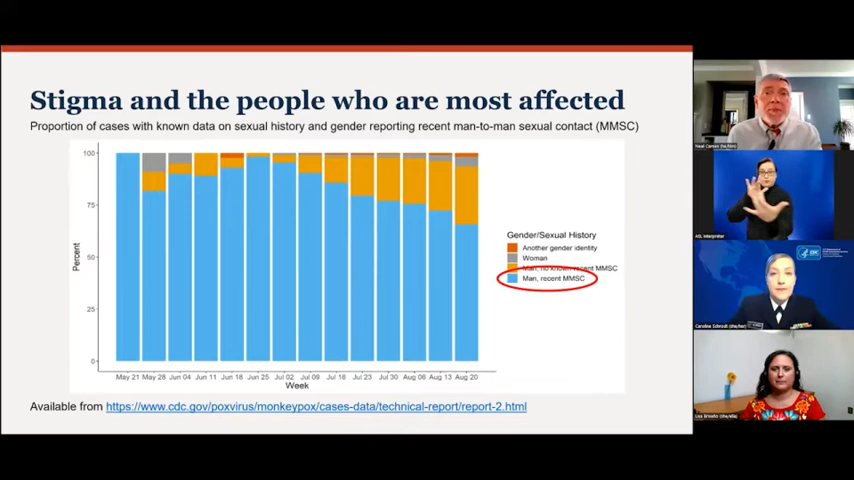 Stigma and the people who are most affected
Proportion of cases with known data on sexual history and gender reporting recent man-to-man sexual contact (MMSC)
100
75
50
25
0
Percent
May 21 May 28 Jun 04 Jun 11 Jun 18 Jun 25 Jul 02 Jul 09 Jul 16 Jul 23 Jul 30 Aug 06 Aug 13 Aug 20
Week
Gender/Sexual History
Another gender identity
Woman
Man, no known recent MMSC
Man, recent MMSC
Available from https://www.cdc.gov/poxvirus/monkeypox/cases-data/technical-report/report-2.html
ASL Interpreter
CDC